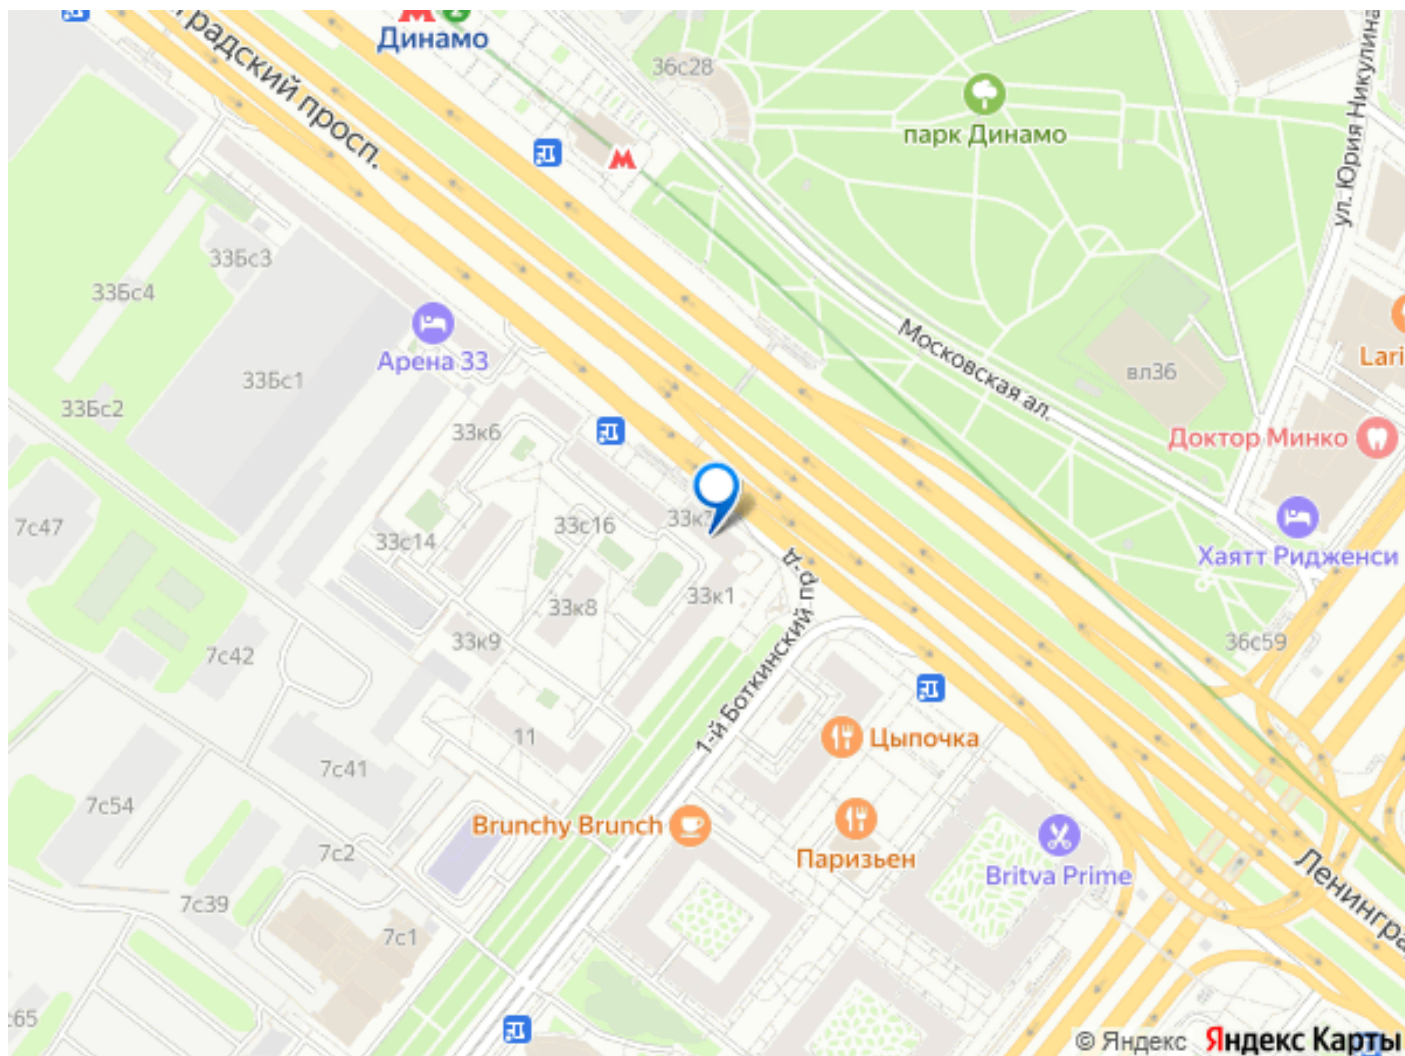 градский просп.
Динамо
36с28
парк Динамо
ул. Юрия Никулина
33Бс3
33Бс4
Арена 33
33Бс1
33Бс2
Московская ал.
вл36
Lari
Доктор Минко
33к6
33с16
7с47
33с14
Хаятт Ридженси
1-й Боткинский пр-д
33к8
33к1
33к9
7с42
36с59
11
Цыпочка
7с41
7с54
Brunchy Brunch
Паризьен
7с2
Britva Prime
7с39
7с1
Ленингра
с65
© Яндекс Яндекс Карты